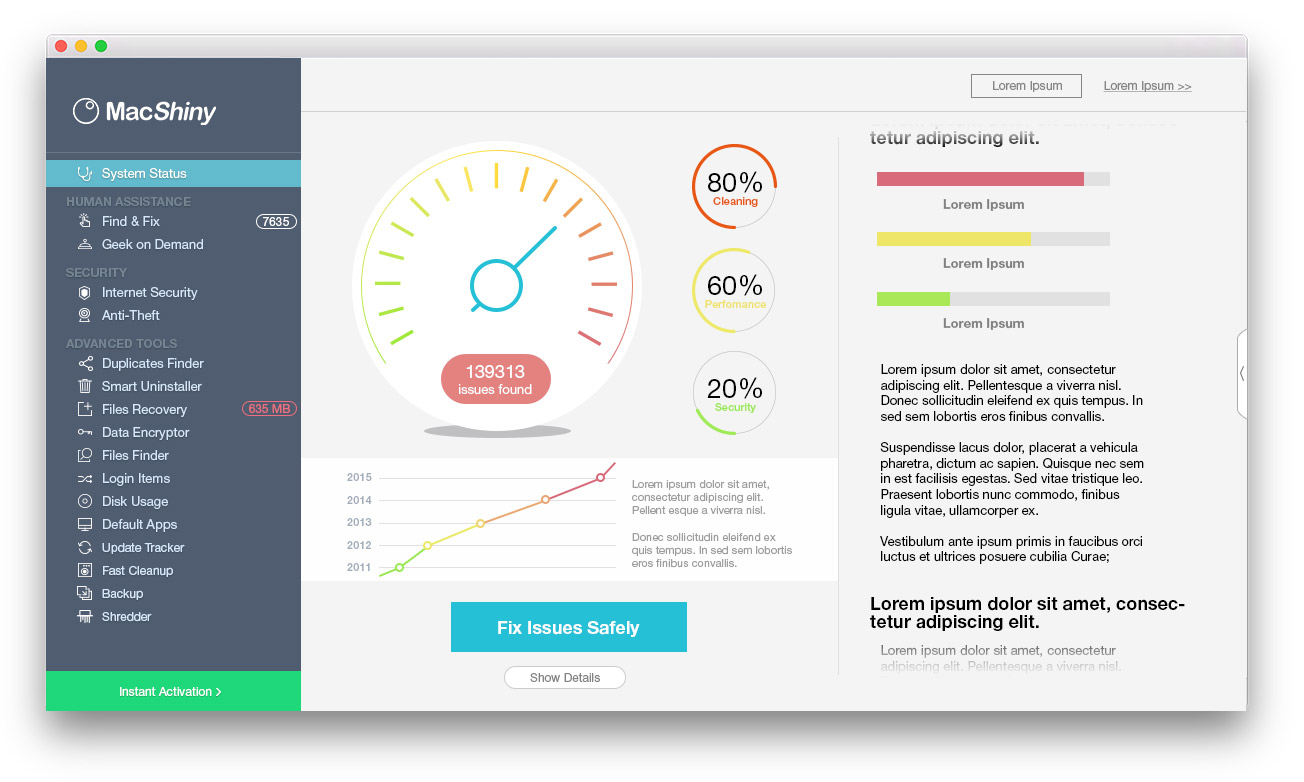 MacShiny
System Status
HUMAN ASSISTANCE
Find & Fix
7635
Geek on Demand
SECURITY
Internet Security
Anti-Theft
ADVANCED TOOLS
Duplicates Finder
Smart Uninstaller
Files Recovery
635 MB
Data Encryptor
Files Finder
Login Items
Disk Usage
Default Apps
Update Tracker
Fast Cleanup
Backup
Shredder
Instant Activation >
Lorem Ipsum
Lorem Ipsum >>
139313
issues found
80%
Cleaning
60%
Perfomance
20%
Security
2015
2014
2013
2012
2011
Lorem ipsum dolor sit amet,
consectetur adipiscing elit.
Pellent esque a viverra nisl.
Donec sollicitudin eleifend ex
quis tempus. In sed sem lobortis
eros finibus convallis.
Fix Issues Safely
Show Details
tetur adipiscing elit.
Lorem Ipsum
Lorem Ipsum
Lorem Ipsum
Lorem ipsum dolor sit amet, consectetur
adipiscing elit. Pellentesque a viverra nisl.
Donec sollicitudin eleifend ex quis tempus. In
sed sem lobortis eros finibus convallis.
Suspendisse lacus dolor, placerat a vehicula
pharetra, dictum ac sapien. Quisque nec sem
in est facilisis egestas. Sed vitae tristique leo.
Praesent lobortis nunc commodo, finibus
ligula vitae, ullamcorper ex.
Vestibulum ante ipsum primis in faucibus orci
luctus et ultrices posuere cubilia Curae;
Lorem ipsum dolor sit amet, consec-
tetur adipiscing elit.
Lorem ipsum dolor sit amet, consectetur
adipiscing elit. Pellentesque a viverra nisl.